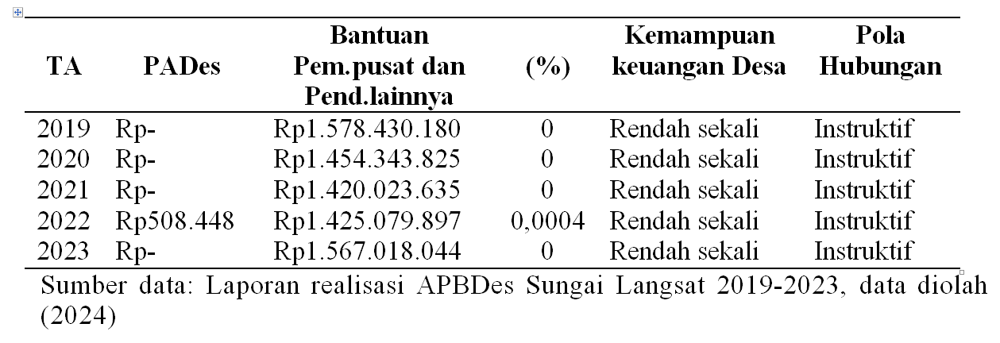 TA PADes Bantuan Pem.pusat dan Pend.lainnya (%) Kemampuan keuangan Desa Pola Hubungan
2019 Rp- Rp1.578.430.180 0 Rendah sekali Instruktif
2020 Rp- Rp1.454.343.825 0 Rendah sekali Instruktif
2021 Rp- Rp1.420.023.635 0 Rendah sekali Instruktif
2022 Rp508.448 Rp1.425.079.897 0,0004 Rendah sekali Instruktif
2023 Rp- Rp1.567.018.044 0 Rendah sekali Instruktif
Sumber data: Laporan realisasi APBDes Sungai Langsat 2019-2023, data diolah
(2024)